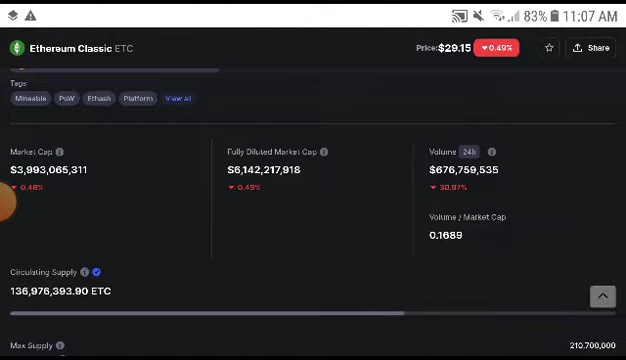 83% 11:07 AM
Ethereum Classic ETC Price: $29.15 ▾0.49% Share
Tags
Mineable PoW Ethash Platform View all
Market Cap Fully Diluted Market Cap Volume 24h
$3,993,065,311 $6,142,217,918 $676,759,535
▾ 0.48% ▾ 0.49% ▾ 30.97%
Volume / Market Cap
0.1689
Circulating Supply
136,976,393.90 ETC
Max Supply 210,700,000